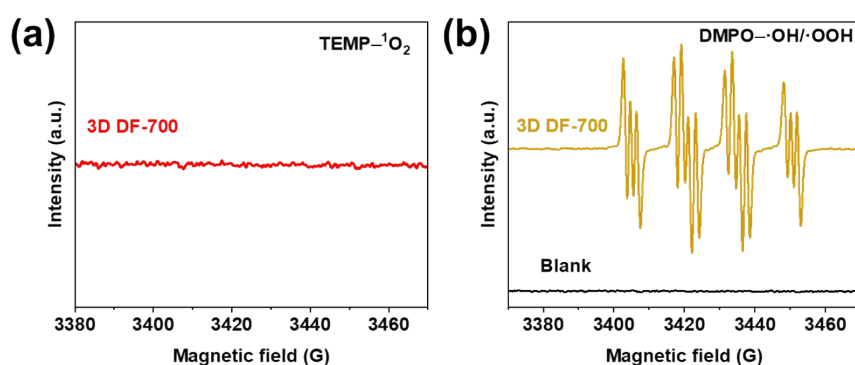 (a)
TEMP–¹O₂
3D DF-700
Intensity (a.u.)
3380 3400 3420 3440 3460
Magnetic field (G)
(b)
DMPO–·OH/·OOH
3D DF-700
Blank
Intensity (a.u.)
3380 3400 3420 3440 3460
Magnetic field (G)